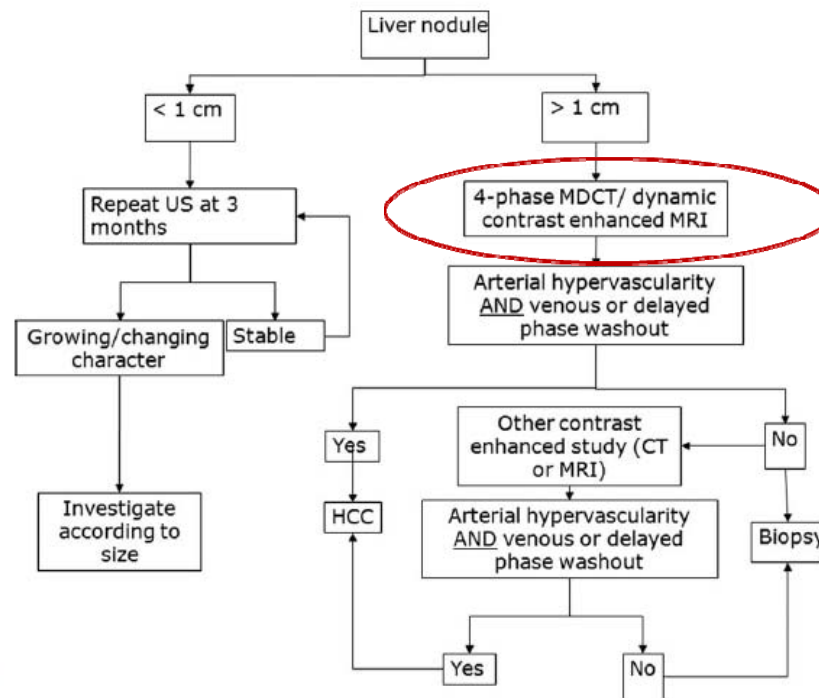 Liver nodule
< 1 cm
> 1 cm
Repeat US at 3
months
4-phase MDCT/ dynamic
contrast enhanced MRI
Arterial hypervascularity
AND venous or delayed
phase washout
Growing/changing
character
Stable
Yes
Other contrast
enhanced study (CT
or MRI)
No
Investigate
according to
size
HCC
Arterial hypervascularity
AND venous or delayed
phase washout
Biopsy
Yes
No